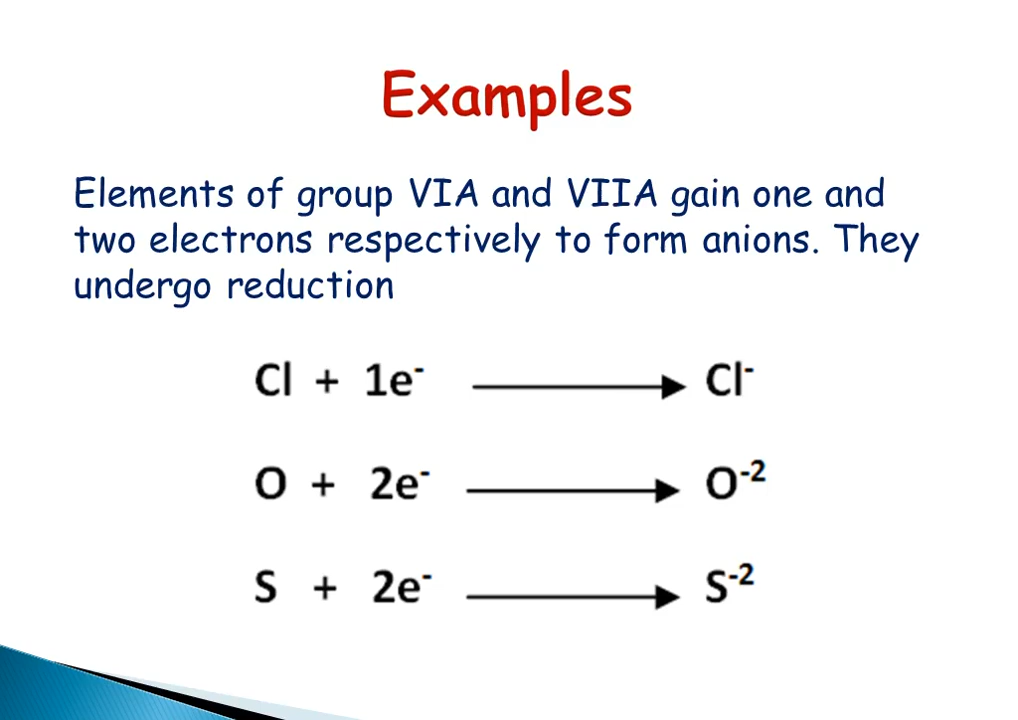 Examples
Elements of group VIA and VIIA gain one and
two electrons respectively to form anions. They
undergo reduction
Cl + 1e⁻ ⟶ Cl⁻
O + 2e⁻ ⟶ O⁻²
S + 2e⁻ ⟶ S⁻²